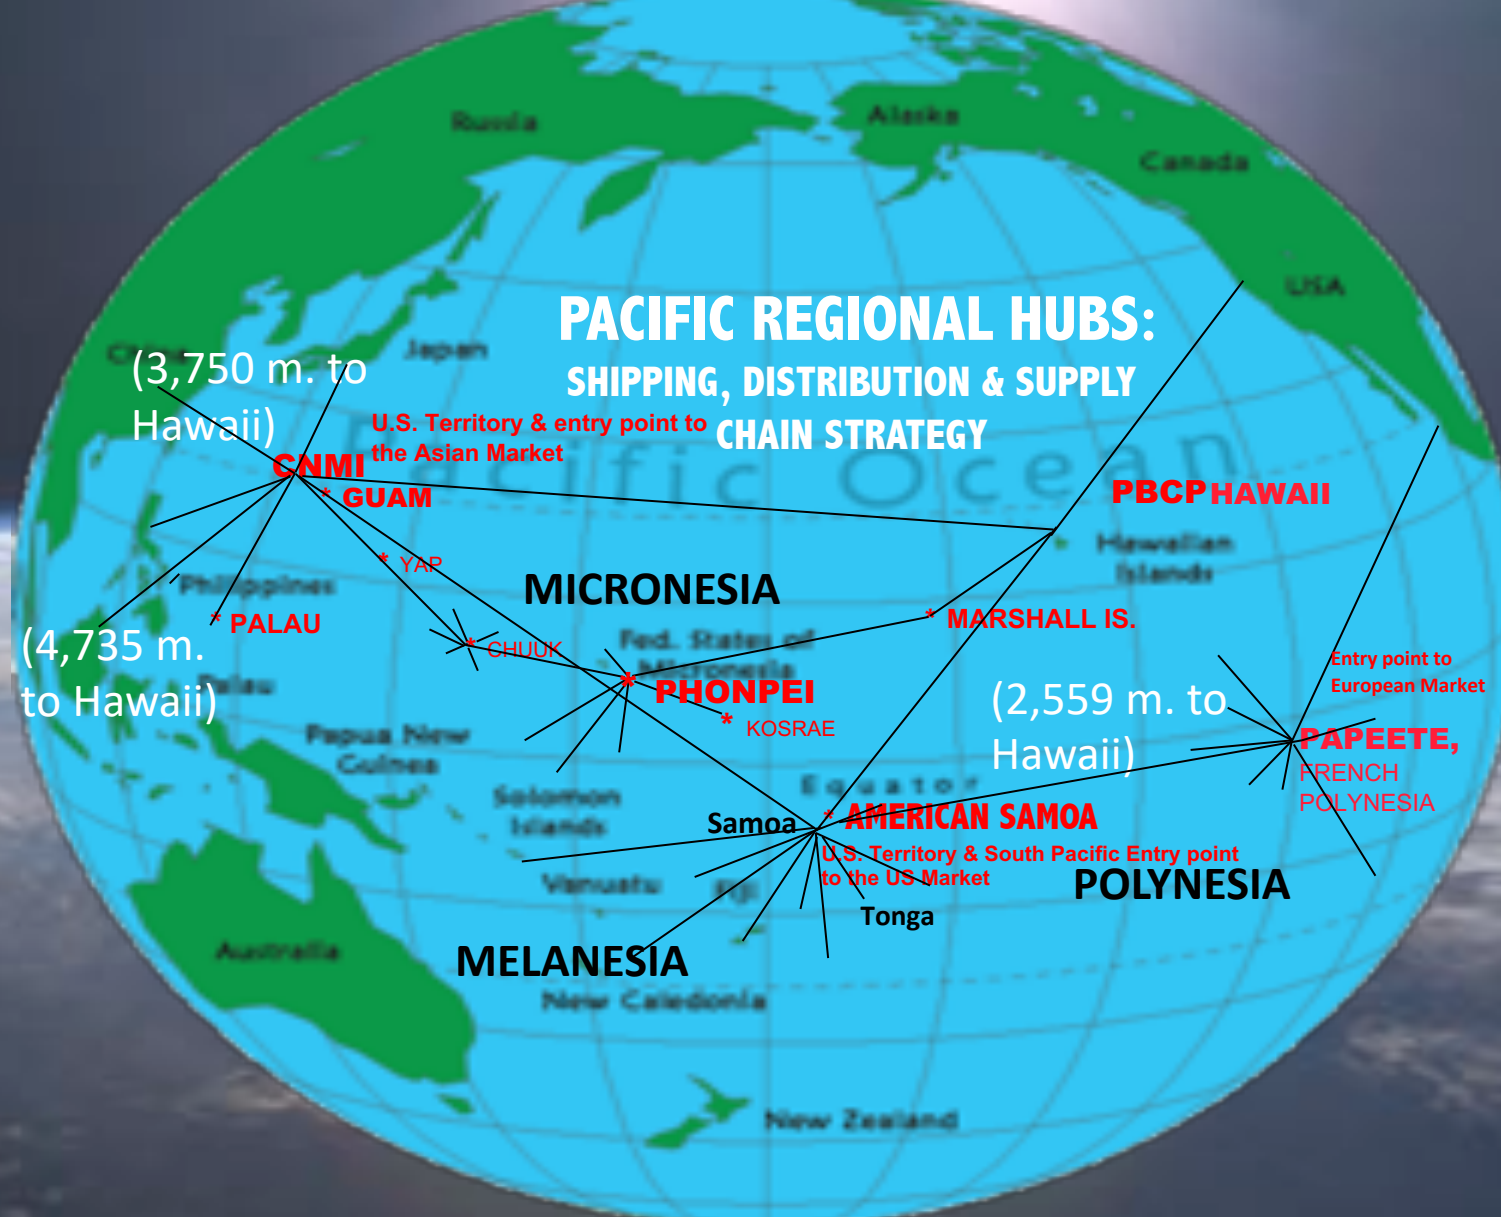 Russia
Alaska
Canada
USA
China
Japan
PACIFIC REGIONAL HUBS:
SHIPPING, DISTRIBUTION & SUPPLY
CHAIN STRATEGY
(3,750 m. to
Hawaii)
U.S. Territory & entry point to
the Asian Market
Pacific Ocean
CNMI
* GUAM
PBCP HAWAII
Hawaiian
Islands
* YAP
Philippines
MICRONESIA
* PALAU
* MARSHALL IS.
(4,735 m.
to Hawaii)
* CHUUK
Fed. States of
Micronesia
Palau
* PHONPEI
* KOSRAE
(2,559 m. to
Hawaii)
Entry point to
European Market
PAPEETE,
FRENCH
POLYNESIA
Papua New
Guinea
Solomon
Islands
Equator
Samoa
* AMERICAN SAMOA
U.S. Territory & South Pacific Entry point
to the US Market
Vanuatu
Fiji
POLYNESIA
Tonga
Australia
MELANESIA
New Caledonia
New Zealand